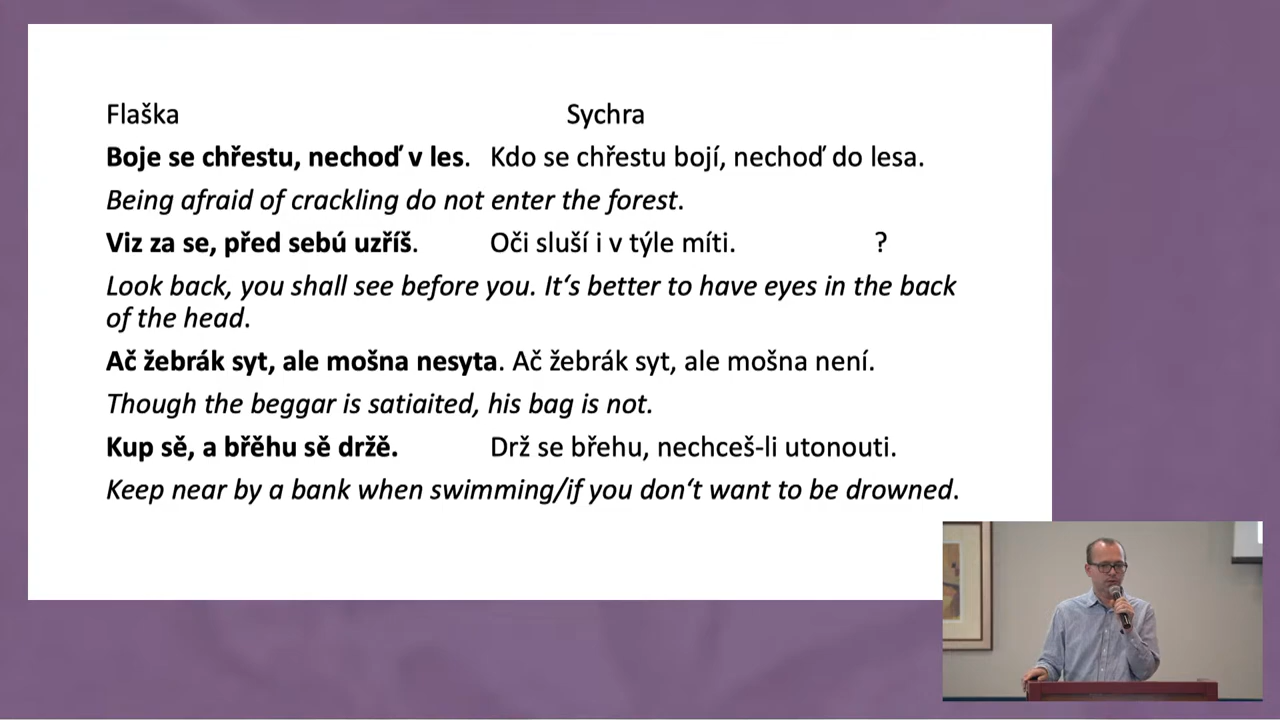 Flaška Sychra
Boje se chřestu, nechoď v les. Kdo se chřestu bojí, nechoď do lesa.
Being afraid of crackling do not enter the forest.
Viz za se, před sebú uzříš. Oči sluší i v týle míti. ?
Look back, you shall see before you. It‘s better to have eyes in the back
of the head.
Ač žebrák syt, ale mošna nesyta. Ač žebrák syt, ale mošna není.
Though the beggar is satiaited, his bag is not.
Kup sě, a břěhu sě držě. Drž se břehu, nechceš-li utonouti.
Keep near by a bank when swimming/if you don‘t want to be drowned.